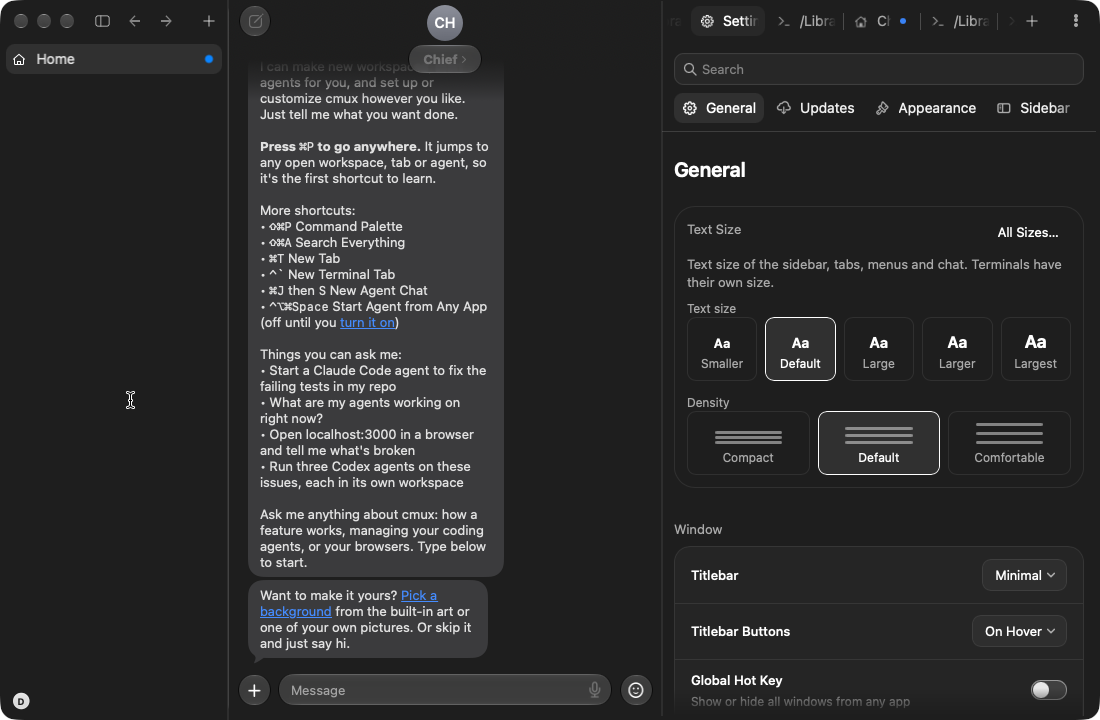 Home
D
CH
Chief ›
I can make new workspac
agents for you, and set up or
customize cmux however you like.
Just tell me what you want done.
Press ⌘P to go anywhere. It jumps to
any open workspace, tab or agent, so
it's the first shortcut to learn.
More shortcuts:
• ⇧⌘P Command Palette
• ⇧⌘A Search Everything
• ⌘T New Tab
• ^` New Terminal Tab
• ⌘J then S New Agent Chat
• ^⌥⌘Space Start Agent from Any App
(off until you turn it on)
Things you can ask me:
• Start a Claude Code agent to fix the
failing tests in my repo
• What are my agents working on
right now?
• Open localhost:3000 in a browser
and tell me what's broken
• Run three Codex agents on these
issues, each in its own workspace
Ask me anything about cmux: how a
feature works, managing your coding
agents, or your browsers. Type below
to start.
Want to make it yours? Pick a
background from the built-in art or
one of your own pictures. Or skip it
and just say hi.
Message
Settin
/Libra
Ch
/Libra
Search
General
Updates
Appearance
Sidebar
General
Text Size
All Sizes...
Text size of the sidebar, tabs, menus and chat. Terminals have
their own size.
Text size
Aa Aa Aa Aa Aa
Smaller Default Large Larger Largest
Density
Compact Default Comfortable
Window
Titlebar
Minimal
Titlebar Buttons
On Hover
Global Hot Key
Show or hide all windows from any app